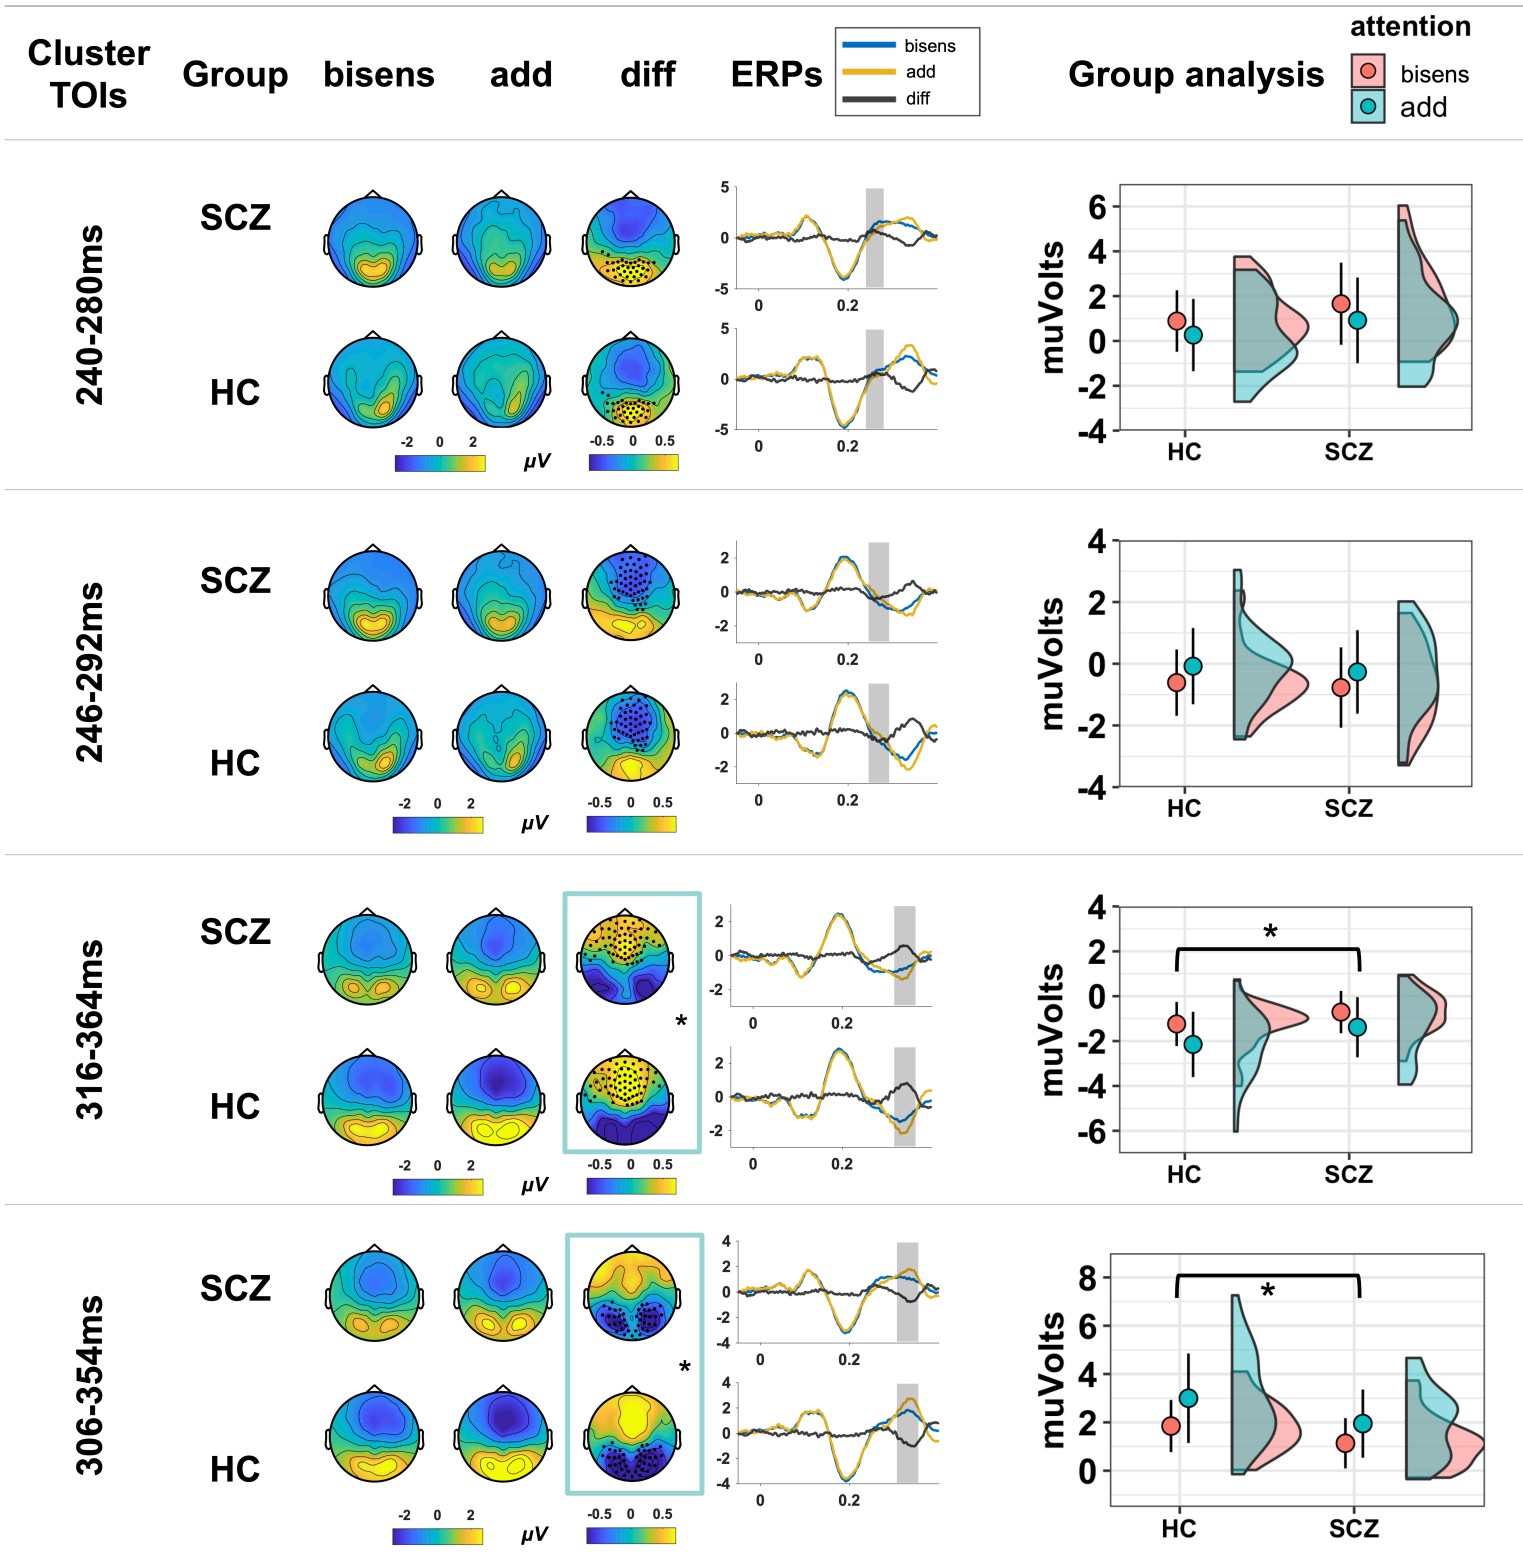 Cluster
TOIs
Group
bisens
add
diff
ERPs
bisens
add
diff
Group analysis
attention
bisens
add
240-280ms
SCZ
HC
-2 0 2
µV
-0.5 0 0.5
5
0
-5
0 0.2
5
0
-5
0 0.2
muVolts
6
4
2
0
-2
-4
HC SCZ
246-292ms
SCZ
HC
-2 0 2
µV
-0.5 0 0.5
2
0
-2
0 0.2
2
0
-2
0 0.2
muVolts
4
2
0
-2
-4
HC SCZ
316-364ms
SCZ
HC
*
-2 0 2
µV
-0.5 0 0.5
2
0
-2
0 0.2
2
0
-2
0 0.2
muVolts
4
2
0
-2
-4
-6
*
HC SCZ
306-354ms
SCZ
HC
*
-2 0 2
µV
-0.5 0 0.5
4
2
0
-2
-4
0 0.2
4
2
0
-2
-4
0 0.2
muVolts
8
6
4
2
0
*
HC SCZ